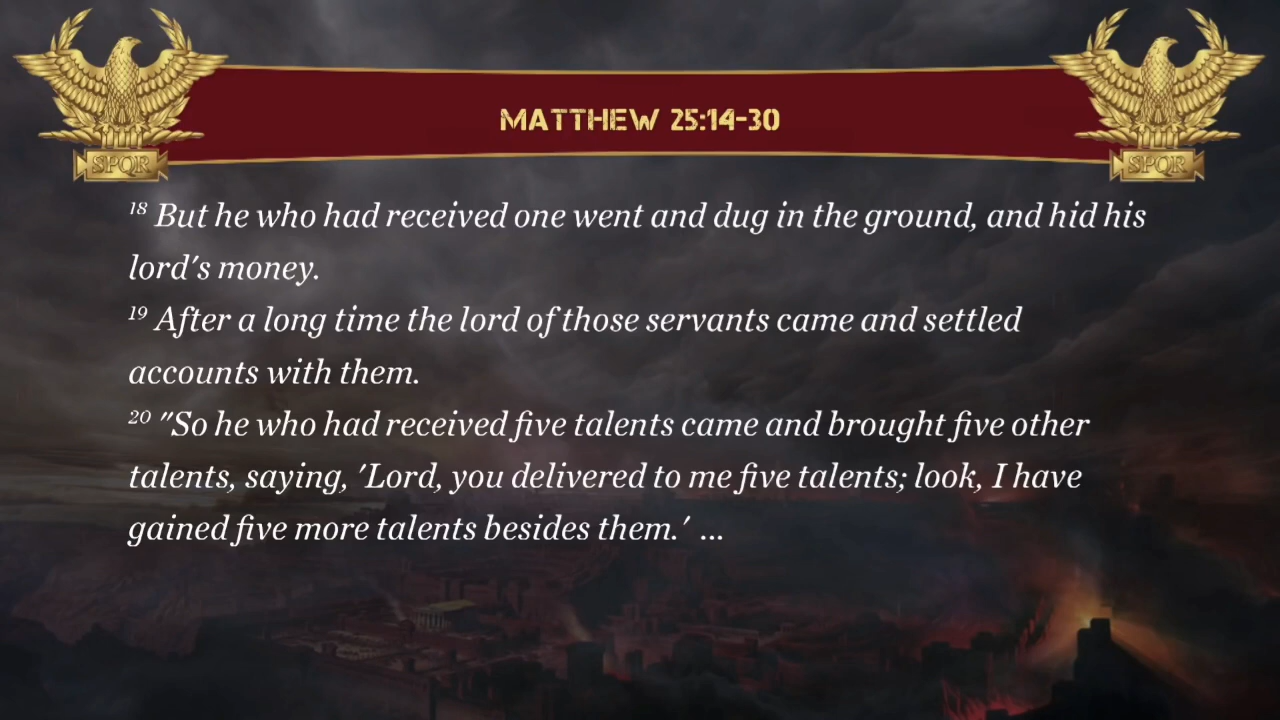 MATTHEW 25:14-30
SPQR
SPQR
18 But he who had received one went and dug in the ground, and hid his
lord's money.
19 After a long time the lord of those servants came and settled
accounts with them.
20 "So he who had received five talents came and brought five other
talents, saying, 'Lord, you delivered to me five talents; look, I have
gained five more talents besides them.' ...